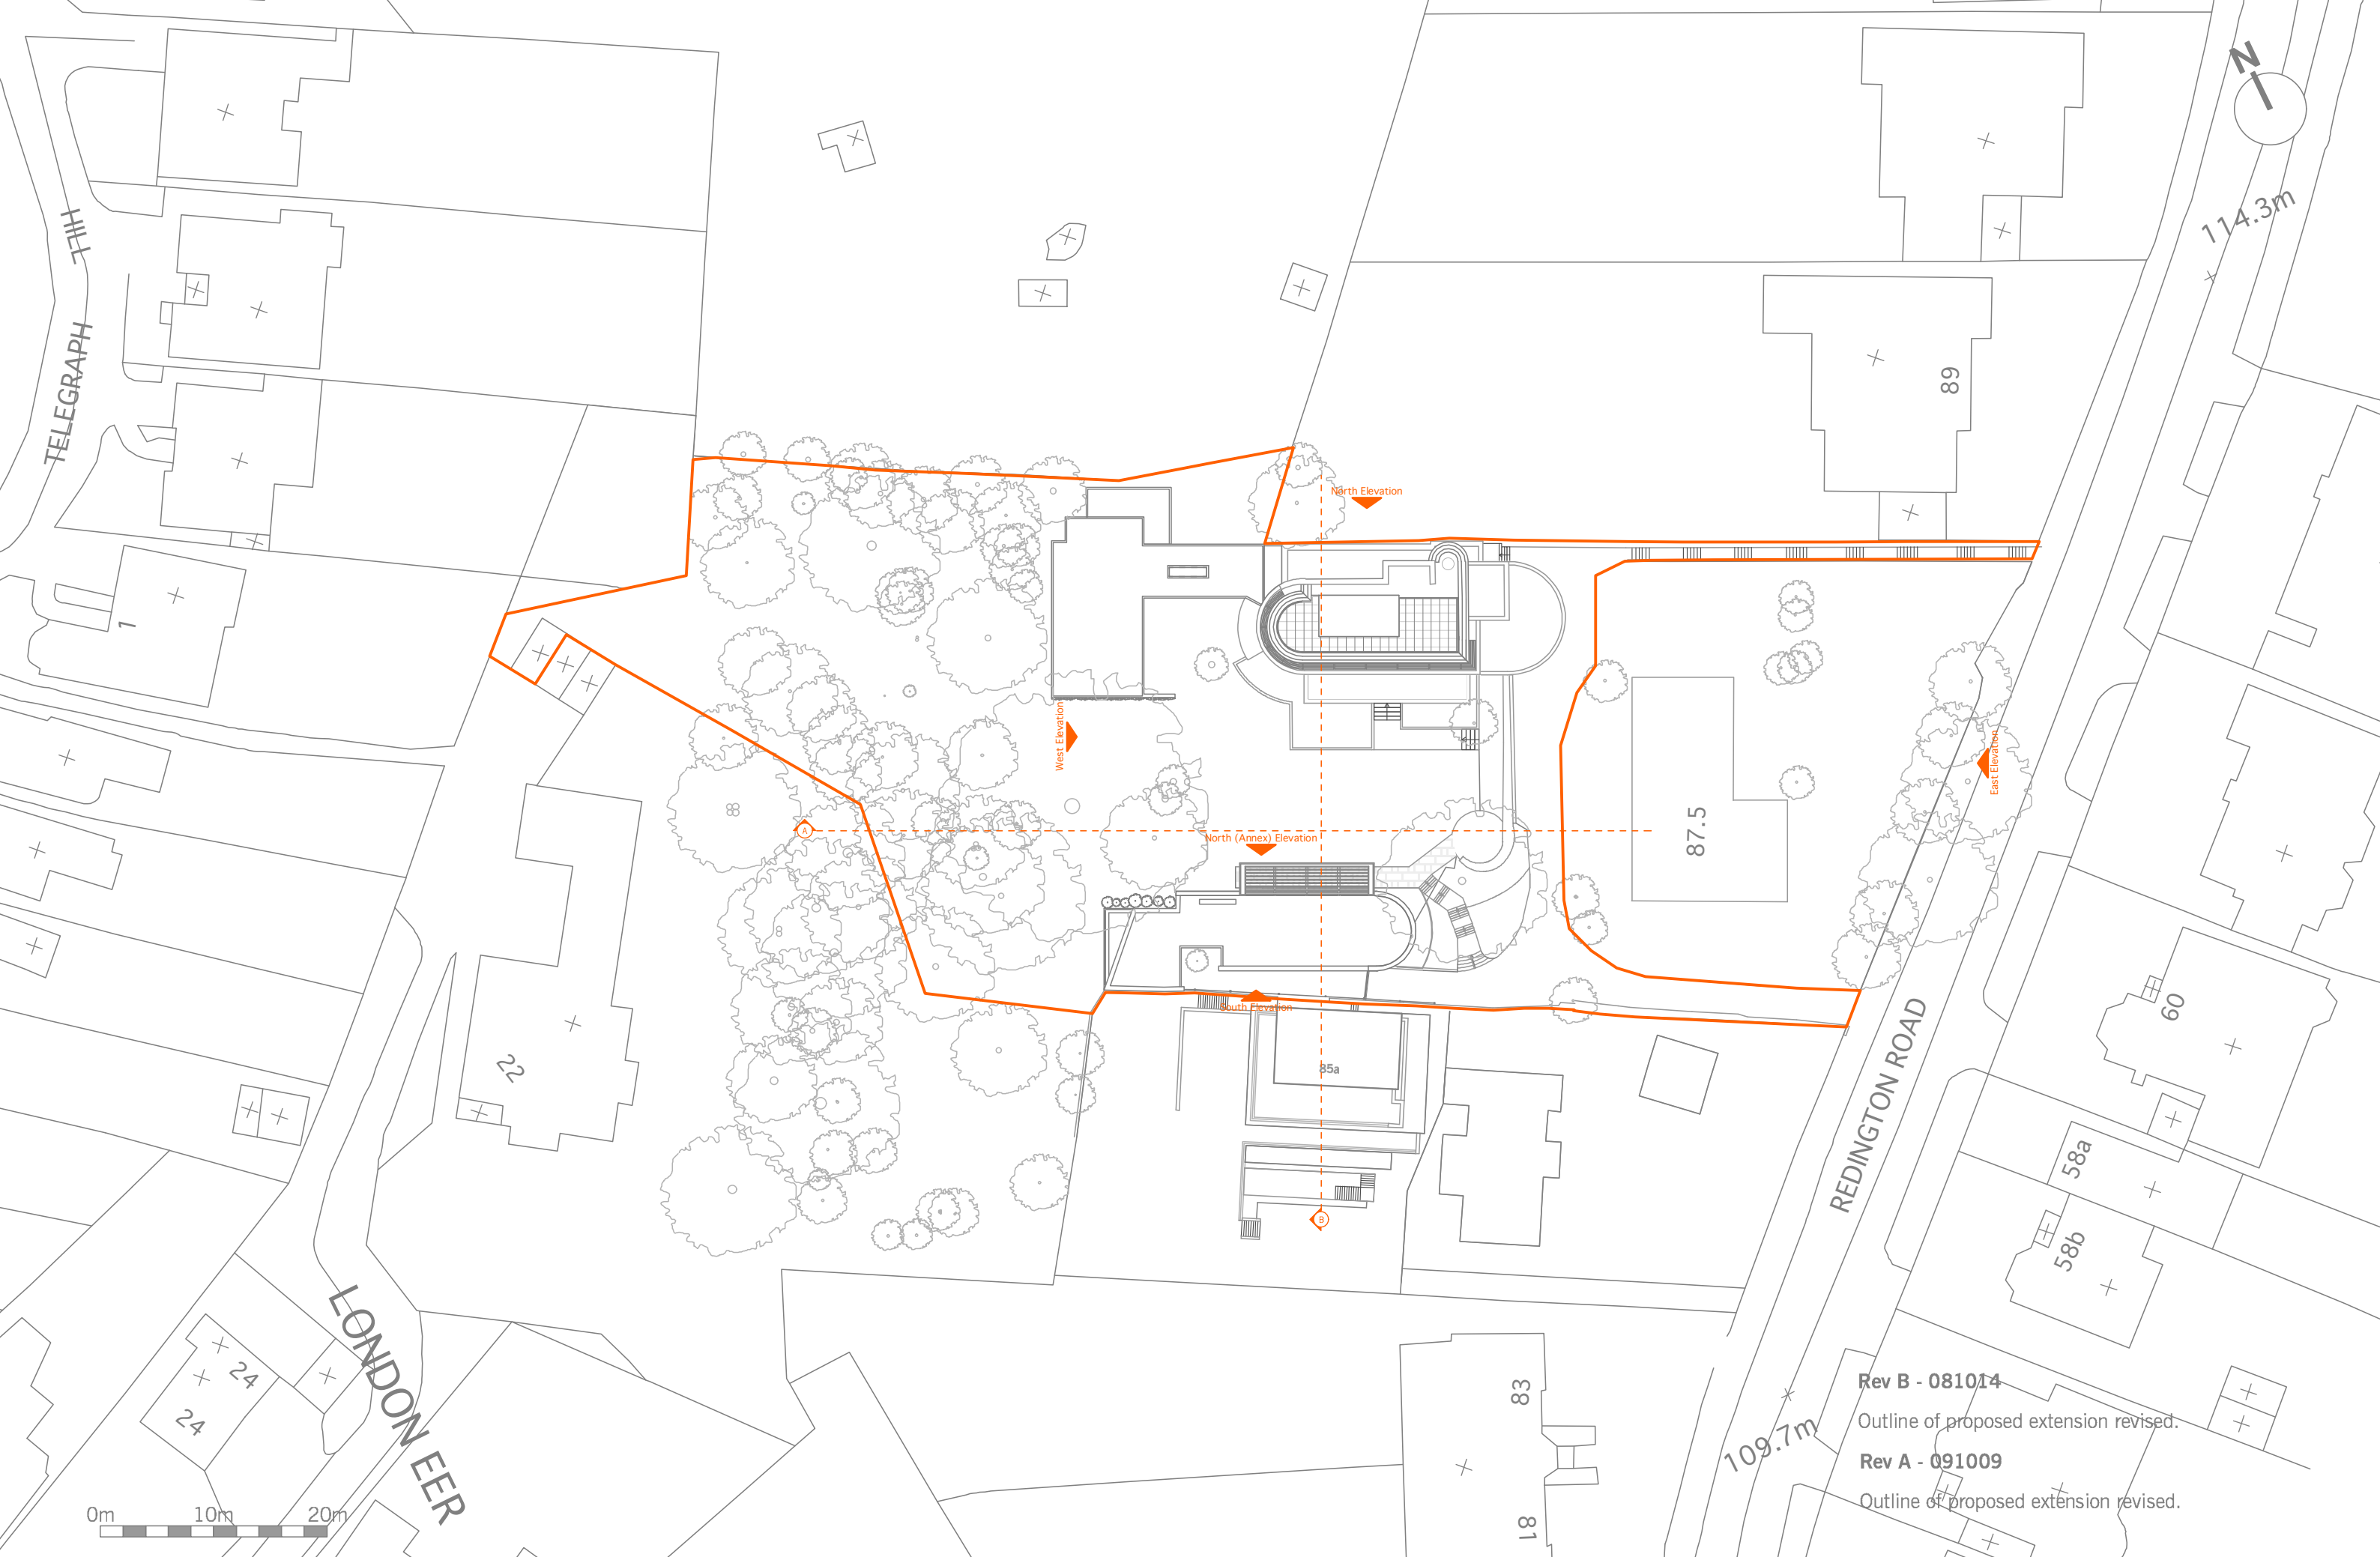 N
114.3m
HILL
TELEGRAPH
89
North Elevation
1
West Elevation
East Elevation
A
North (Annex) Elevation
87.5
South Elevation
60
REDINGTON ROAD
22
85a
58a
B
58b
LONDON EER
24
24
83
Rev B - 081014
Outline of proposed extension revised.
109.7m
Rev A - 091009
Outline of proposed extension revised.
81
0m 10m 20m